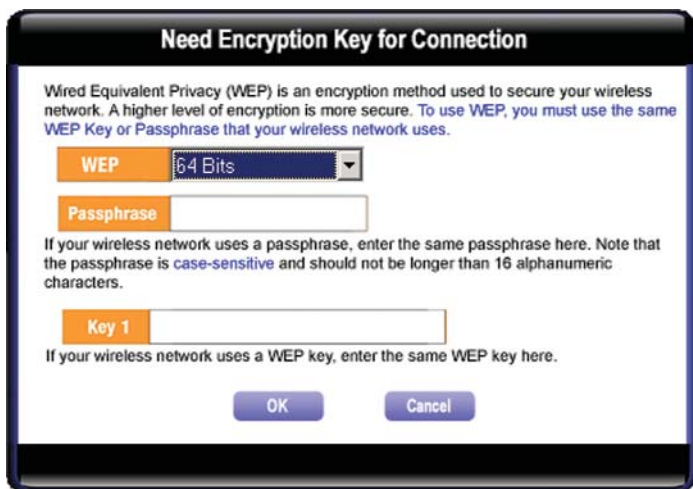 Need Encryption Key for Connection
Wired Equivalent Privacy (WEP) is an encryption method used to secure your wireless
network. A higher level of encryption is more secure. To use WEP, you must use the same
WEP Key or Passphrase that your wireless network uses.
WEP 64 Bits
Passphrase
If your wireless network uses a passphrase, enter the same passphrase here. Note that
the passphrase is case-sensitive and should not be longer than 16 alphanumeric
characters.
Key 1
If your wireless network uses a WEP key, enter the same WEP key here.
OK Cancel